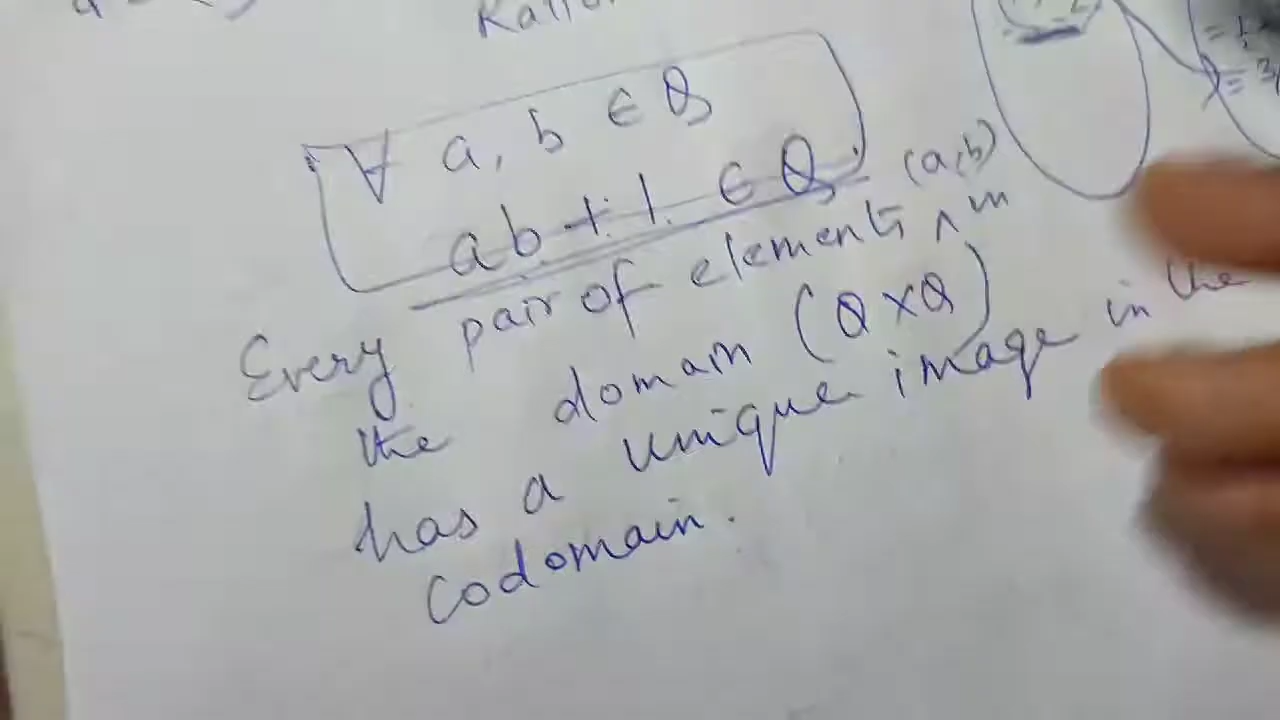 ∀ a, b ∈ Q
ab + 1 ∈ Q
Every pair of elements ^ (a,b) in
the domain (Q×Q)
has a unique image in the
codomain.